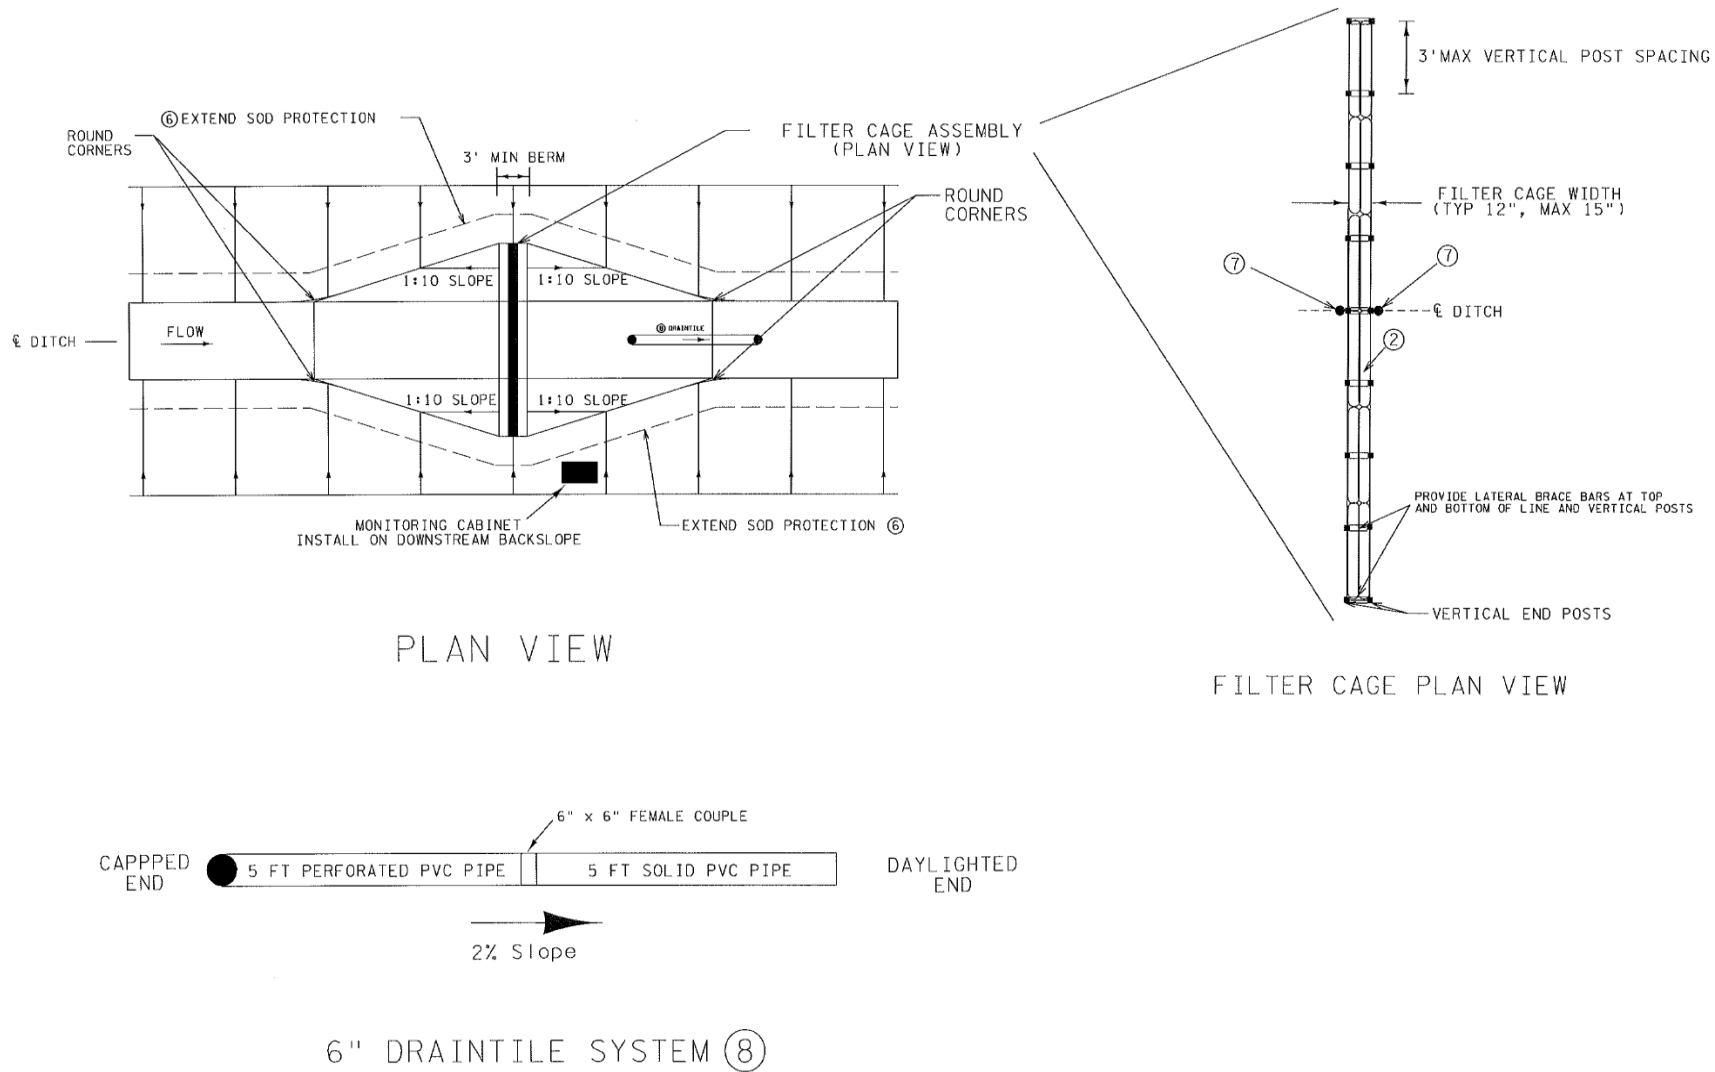 3'MAX VERTICAL POST SPACING
⑥EXTEND SOD PROTECTION
ROUND
CORNERS
3' MIN BERM
FILTER CAGE ASSEMBLY
(PLAN VIEW)
ROUND
CORNERS
FILTER CAGE WIDTH
(TYP 12", MAX 15")
1:10 SLOPE
1:10 SLOPE
⑦
⑦
℄ DITCH
℄ DITCH
FLOW
⑧ DRAINTILE
②
1:10 SLOPE
1:10 SLOPE
PROVIDE LATERAL BRACE BARS AT TOP
AND BOTTOM OF LINE AND VERTICAL POSTS
MONITORING CABINET
INSTALL ON DOWNSTREAM BACKSLOPE
EXTEND SOD PROTECTION ⑥
VERTICAL END POSTS
PLAN VIEW
FILTER CAGE PLAN VIEW
6" x 6" FEMALE COUPLE
CAPPPED
END
5 FT PERFORATED PVC PIPE
5 FT SOLID PVC PIPE
DAYLIGHTED
END
2% Slope
6" DRAINTILE SYSTEM ⑧